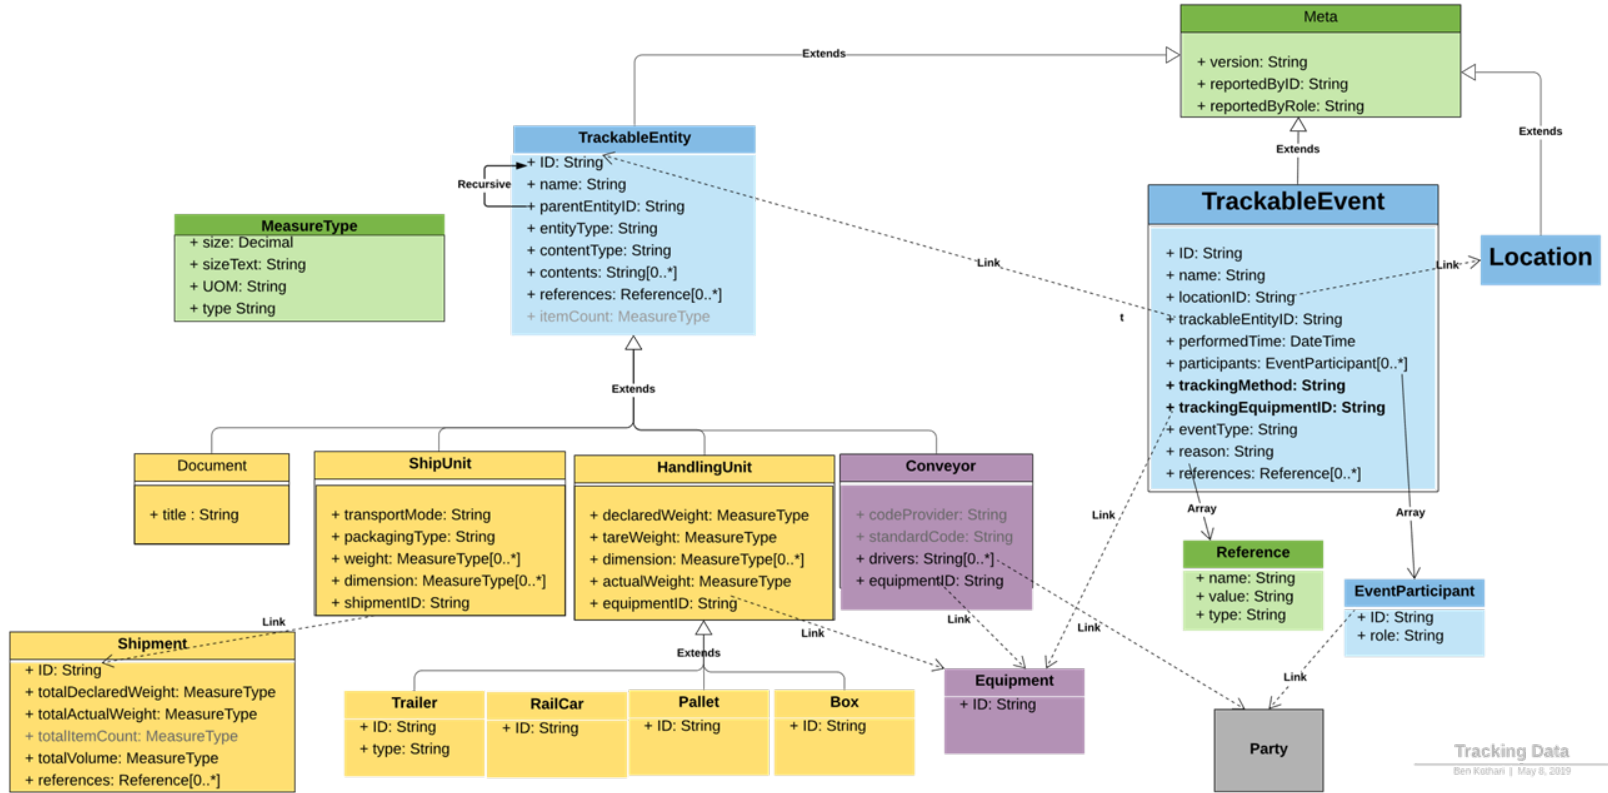 Meta
+ version: String
+ reportedByID: String
+ reportedByRole: String
Extends
Extends
Extends
TrackableEntity
+ ID: String
+ name: String
+ parentEntityID: String
+ entityType: String
+ contentType: String
+ contents: String[0..*]
+ references: Reference[0..*]
+ itemCount: MeasureType
Recursive
MeasureType
+ size: Decimal
+ sizeText: String
+ UOM: String
+ type String
TrackableEvent
+ ID: String
+ name: String
+ locationID: String
+ trackableEntityID: String
+ performedTime: DateTime
+ participants: EventParticipant[0..*]
+ trackingMethod: String
+ trackingEquipmentID: String
+ eventType: String
+ reason: String
+ references: Reference[0..*]
Location
Link
Link
t
Extends
Document
+ title : String
ShipUnit
+ transportMode: String
+ packagingType: String
+ weight: MeasureType[0..*]
+ dimension: MeasureType[0..*]
+ shipmentID: String
HandlingUnit
+ declaredWeight: MeasureType
+ tareWeight: MeasureType
+ dimension: MeasureType[0..*]
+ actualWeight: MeasureType
+ equipmentID: String
Conveyor
+ codeProvider: String
+ standardCode: String
+ drivers: String[0..*]
+ equipmentID: String
Link
Array
Array
Reference
+ name: String
+ value: String
+ type: String
EventParticipant
+ ID: String
+ role: String
Link
Link
Link
Link
Link
Shipment
+ ID: String
+ totalDeclaredWeight: MeasureType
+ totalActualWeight: MeasureType
+ totalItemCount: MeasureType
+ totalVolume: MeasureType
+ references: Reference[0..*]
Extends
Trailer
+ ID: String
+ type: String
RailCar
+ ID: String
Pallet
+ ID: String
Box
+ ID: String
Equipment
+ ID: String
Party
Tracking Data
Ben Kothari | May 6, 2019